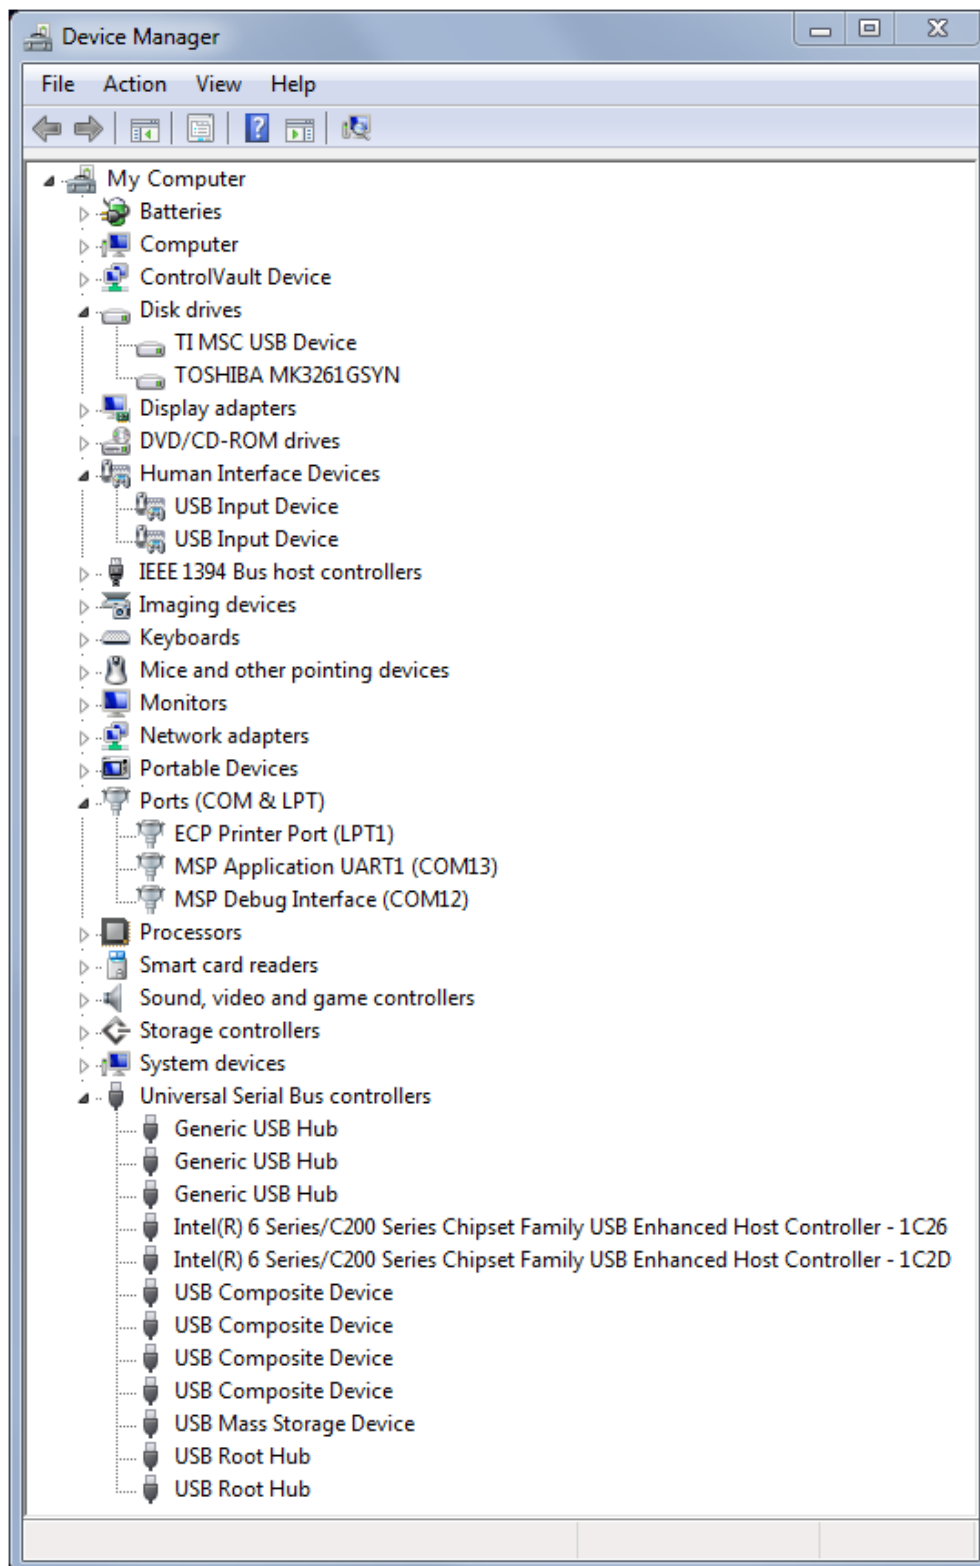 Device Manager
File Action View Help
My Computer
Batteries
Computer
ControlVault Device
Disk drives
TI MSC USB Device
TOSHIBA MK3261GSYN
Display adapters
DVD/CD-ROM drives
Human Interface Devices
USB Input Device
USB Input Device
IEEE 1394 Bus host controllers
Imaging devices
Keyboards
Mice and other pointing devices
Monitors
Network adapters
Portable Devices
Ports (COM & LPT)
ECP Printer Port (LPT1)
MSP Application UART1 (COM13)
MSP Debug Interface (COM12)
Processors
Smart card readers
Sound, video and game controllers
Storage controllers
System devices
Universal Serial Bus controllers
Generic USB Hub
Generic USB Hub
Generic USB Hub
Intel(R) 6 Series/C200 Series Chipset Family USB Enhanced Host Controller - 1C26
Intel(R) 6 Series/C200 Series Chipset Family USB Enhanced Host Controller - 1C2D
USB Composite Device
USB Composite Device
USB Composite Device
USB Composite Device
USB Mass Storage Device
USB Root Hub
USB Root Hub